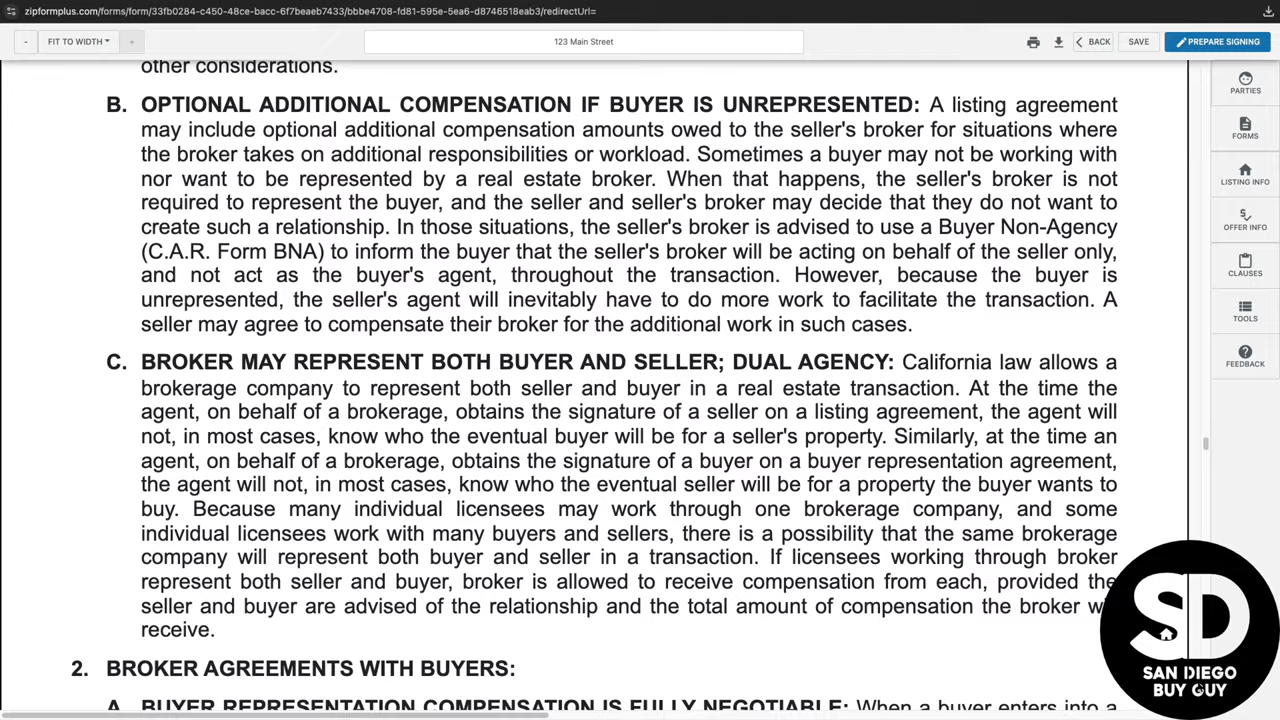 zipformplus.com/forms/form/33fb0284-c450-48ce-bacc-6f7beaeb7433/bbbe4708-fd81-595e-5ea6-d8746518eab3/redirectUrl=
-
FIT TO WIDTH
+
123 Main Street
BACK
SAVE
PREPARE SIGNING
other considerations.
B. OPTIONAL ADDITIONAL COMPENSATION IF BUYER IS UNREPRESENTED: A listing agreement
may include optional additional compensation amounts owed to the seller's broker for situations where
the broker takes on additional responsibilities or workload. Sometimes a buyer may not be working with
nor want to be represented by a real estate broker. When that happens, the seller's broker is not
required to represent the buyer, and the seller and seller's broker may decide that they do not want to
create such a relationship. In those situations, the seller's broker is advised to use a Buyer Non-Agency
(C.A.R. Form BNA) to inform the buyer that the seller's broker will be acting on behalf of the seller only,
and not act as the buyer's agent, throughout the transaction. However, because the buyer is
unrepresented, the seller's agent will inevitably have to do more work to facilitate the transaction. A
seller may agree to compensate their broker for the additional work in such cases.
C. BROKER MAY REPRESENT BOTH BUYER AND SELLER; DUAL AGENCY: California law allows a
brokerage company to represent both seller and buyer in a real estate transaction. At the time the
agent, on behalf of a brokerage, obtains the signature of a seller on a listing agreement, the agent will
not, in most cases, know who the eventual buyer will be for a seller's property. Similarly, at the time an
agent, on behalf of a brokerage, obtains the signature of a buyer on a buyer representation agreement,
the agent will not, in most cases, know who the eventual seller will be for a property the buyer wants to
buy. Because many individual licensees may work through one brokerage company, and some
individual licensees work with many buyers and sellers, there is a possibility that the same brokerage
company will represent both buyer and seller in a transaction. If licensees working through broker
represent both seller and buyer, broker is allowed to receive compensation from each, provided the
seller and buyer are advised of the relationship and the total amount of compensation the broker w
receive.
2. BROKER AGREEMENTS WITH BUYERS:
A. BUYER REPRESENTATION COMPENSATION IS FULLY NEGOTIABLE: When a buyer enters into a
PARTIES
FORMS
LISTING INFO
OFFER INFO
CLAUSES
TOOLS
FEEDBACK
SD
SAN DIEGO
BUY GUY